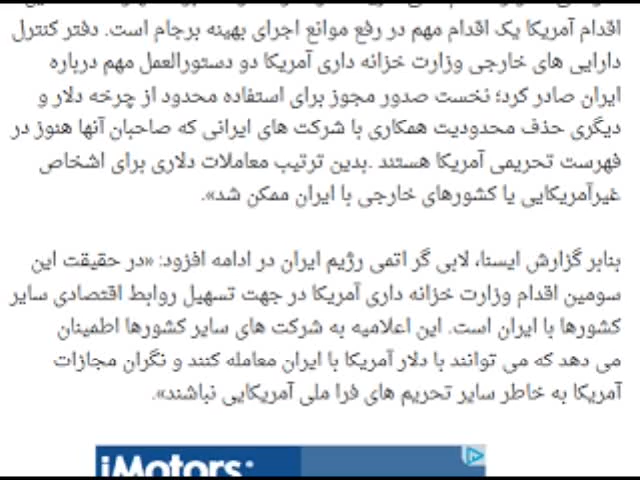 اقدام آمریکا یک اقدام مهم در رفع موانع اجرای بهینه برجام است. دفتر کنترل
دارایی های خارجی وزارت خزانه داری آمریکا دو دستورالعمل مهم درباره
ایران صادر کرد؛ نخست صدور مجوز برای استفاده محدود از چرخه دلار و
دیگری حذف محدودیت همکاری با شرکت های ایرانی که صاحبان آنها هنوز در
فهرست تحریمی آمریکا هستند .بدین ترتیب معاملات دلاری برای اشخاص
غیرآمریکایی یا کشورهای خارجی با ایران ممکن شد».
بنابر گزارش ایسنا، لابی گر اتمی رژیم ایران در ادامه افزود: «در حقیقت این
سومین اقدام وزارت خزانه داری آمریکا در جهت تسهیل روابط اقتصادی سایر
کشورها با ایران است. این اعلامیه به شرکت های سایر کشورها اطمینان
می دهد که می توانند با دلار آمریکا با ایران معامله کنند و نگران مجازات
آمریکا به خاطر سایر تحریم های فرا ملی آمریکایی نباشند».
iMotors: